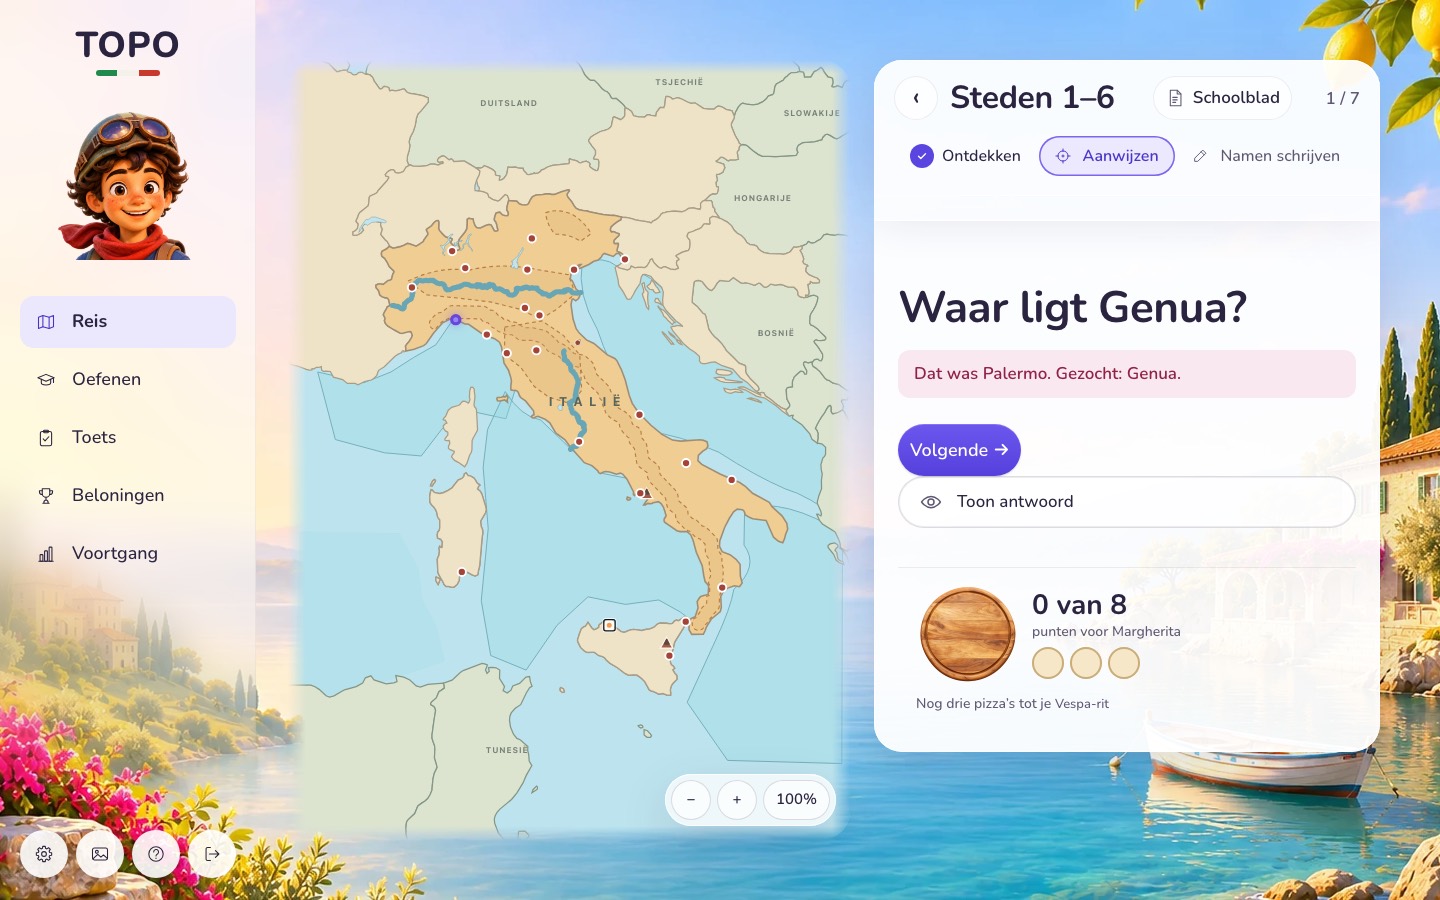 TOPO
Reis
Oefenen
Toets
Beloningen
Voortgang
TSJECHIË
DUITSLAND
SLOWAKIJE
HONGARIJE
BOSNIË
ITALIË
TUNESIË
− + 100%
‹ Steden 1–6 Schoolblad 1 / 7
Ontdekken Aanwijzen Namen schrijven
Waar ligt Genua?
Dat was Palermo. Gezocht: Genua.
Volgende →
Toon antwoord
0 van 8
punten voor Margherita
Nog drie pizza's tot je Vespa-rit